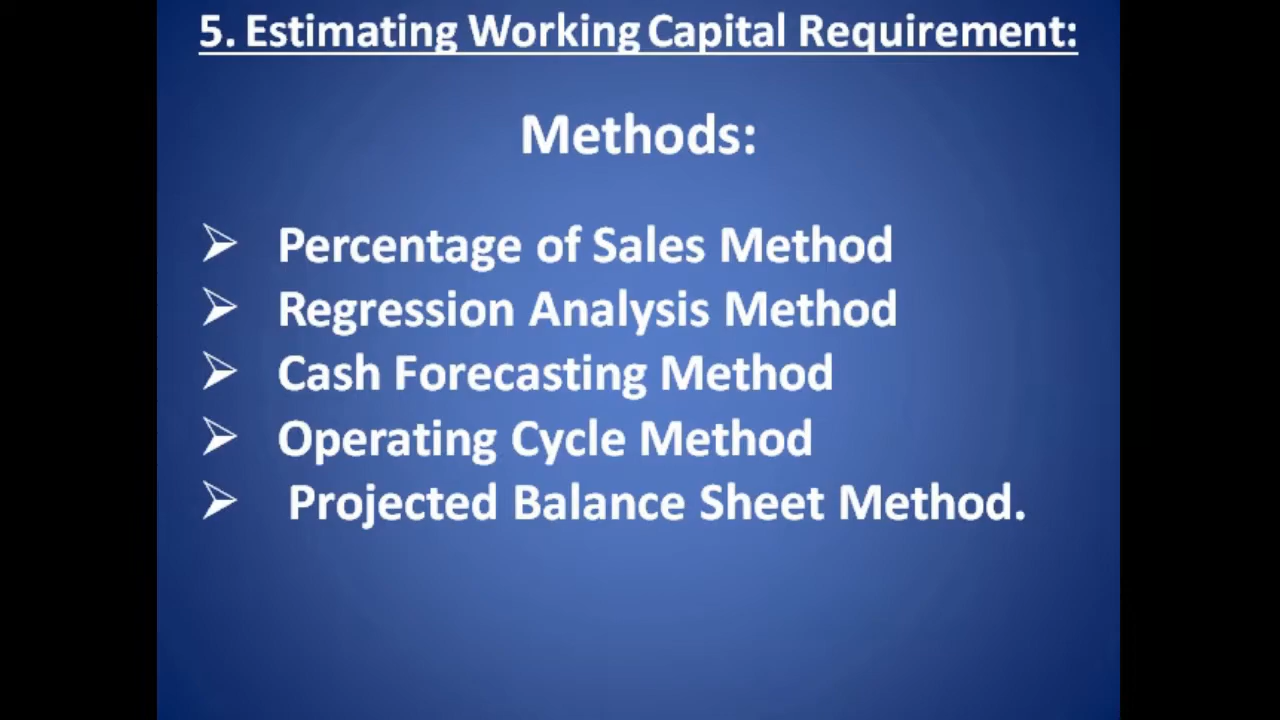 5. Estimating Working Capital Requirement:
Methods:
➢ Percentage of Sales Method
➢ Regression Analysis Method
➢ Cash Forecasting Method
➢ Operating Cycle Method
➢ Projected Balance Sheet Method.